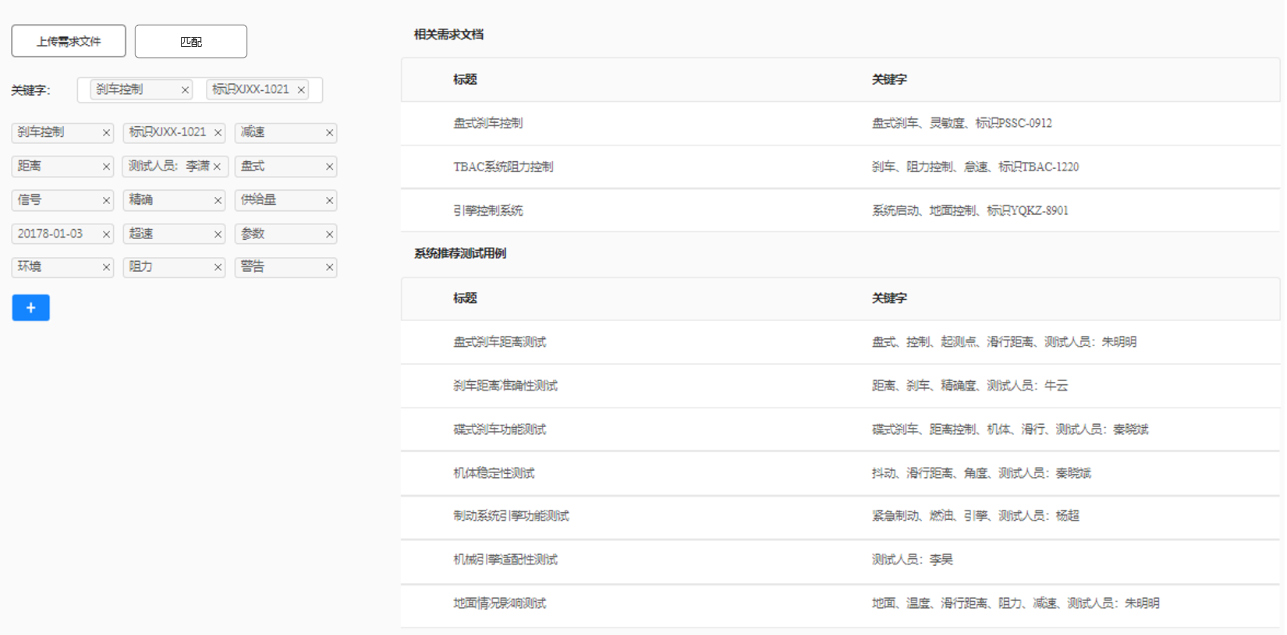 上传需求文件 匹配
关键字： 刹车控制 × 标识XJXX-1021 ×
刹车控制 × 标识XJXX-1021 × 减速 ×
距离 × 测试人员：李潇 × 盘式 ×
信号 × 精确 × 供给量 ×
20178-01-03 × 超速 × 参数 ×
环境 × 阻力 × 警告 ×
+
相关需求文档
标题 关键字
盘式刹车控制 盘式刹车、灵敏度、标识PSSC-0912
TBAC系统阻力控制 刹车、阻力控制、怠速、标识TBAC-1220
引擎控制系统 系统启动、地面控制、标识YQKZ-8901
系统推荐测试用例
标题 关键字
盘式刹车距离测试 盘式、控制、起测点、滑行距离、测试人员：朱明明
刹车距离准确性测试 距离、刹车、精确度、测试人员：牛云
碟式刹车功能测试 碟式刹车、距离控制、机体、滑行、测试人员：秦晓斌
机体稳定性测试 抖动、滑行距离、角度、测试人员：秦晓斌
制动系统引擎功能测试 紧急制动、燃油、引擎、测试人员：杨超
机械引擎适配性测试 测试人员：李昊
地面情况影响测试 地面、温度、滑行距离、阻力、减速、测试人员：朱明明